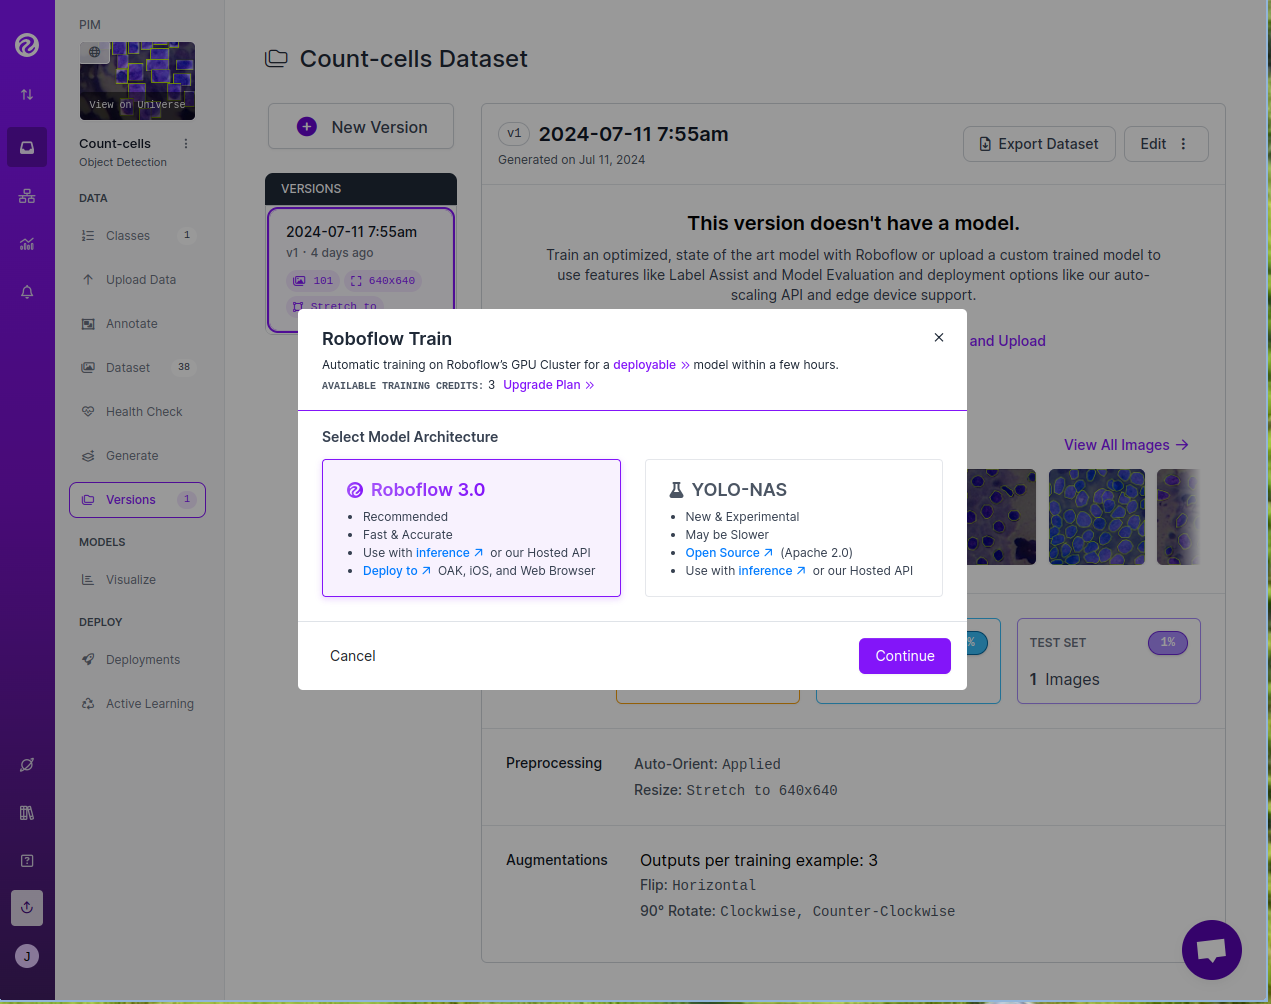 PIM
View on Universe
Count-cells
Object Detection
DATA
Classes 1
Upload Data
Annotate
Dataset 38
Health Check
Generate
Versions 1
MODELS
Visualize
DEPLOY
Deployments
Active Learning
J
Count-cells Dataset
New Version
VERSIONS
2024-07-11 7:55am
v1 · 4 days ago
101 640x640
Stretch to
v1 2024-07-11 7:55am
Generated on Jul 11, 2024
Export Dataset
Edit
This version doesn't have a model.
Train an optimized, state of the art model with Roboflow or upload a custom trained model to
use features like Label Assist and Model Evaluation and deployment options like our auto-
scaling API and edge device support.
and Upload
View All Images →
Roboflow Train
Automatic training on Roboflow's GPU Cluster for a deployable » model within a few hours.
AVAILABLE TRAINING CREDITS: 3 Upgrade Plan »
Select Model Architecture
Roboflow 3.0
• Recommended
• Fast & Accurate
• Use with inference ↗ or our Hosted API
• Deploy to ↗ OAK, iOS, and Web Browser
YOLO-NAS
• New & Experimental
• May be Slower
• Open Source ↗ (Apache 2.0)
• Use with inference ↗ or our Hosted API
Cancel
Continue
%
TEST SET 1%
1 Images
Preprocessing
Auto-Orient: Applied
Resize: Stretch to 640x640
Augmentations
Outputs per training example: 3
Flip: Horizontal
90° Rotate: Clockwise, Counter-Clockwise